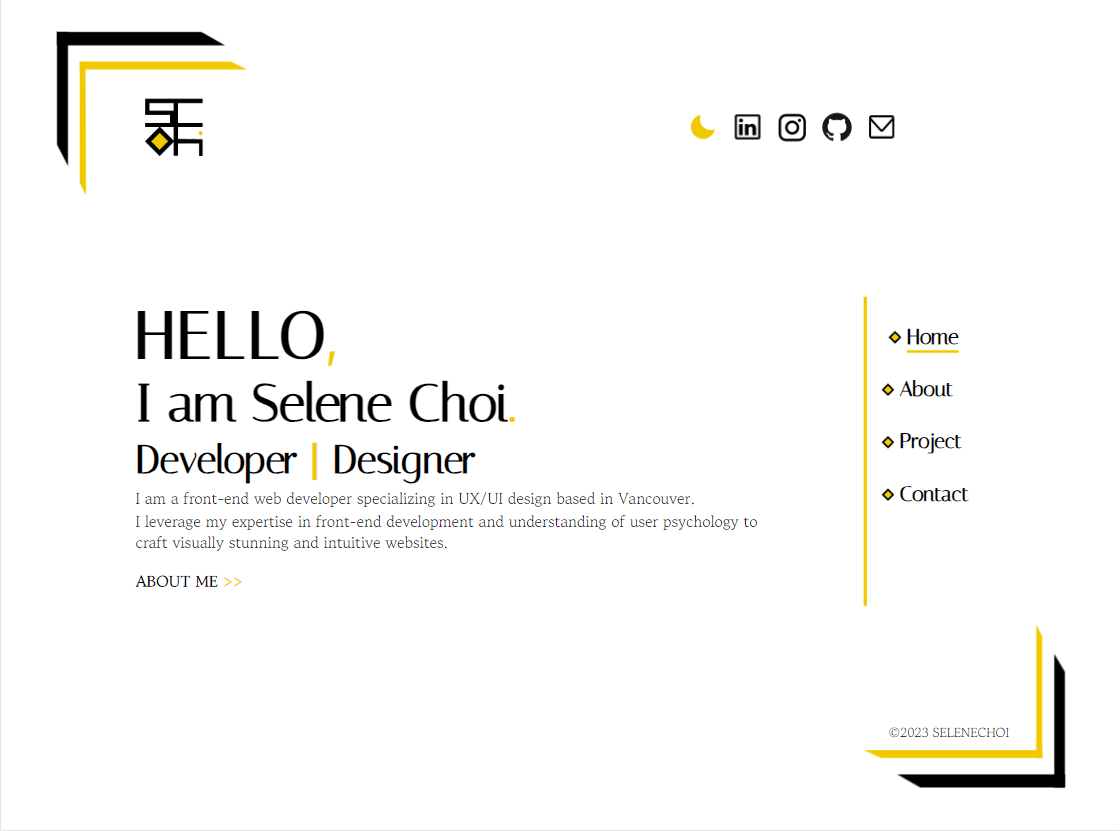 HELLO,
I am Selene Choi.
Developer | Designer
I am a front-end web developer specializing in UX/UI design based in Vancouver.
I leverage my expertise in front-end development and understanding of user psychology to
craft visually stunning and intuitive websites.
ABOUT ME >>
Home
About
Project
Contact
©2023 SELENECHOI